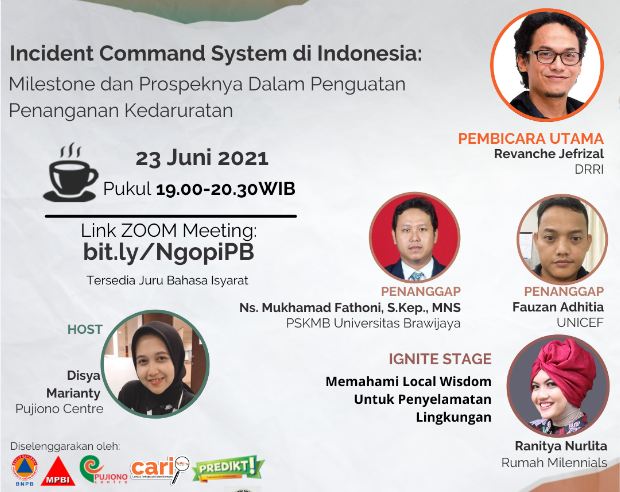 Incident Command System di Indonesia:
Milestone dan Prospeknya Dalam Penguatan
Penanganan Kedaruratan
23 Juni 2021
Pukul 19.00-20.30WIB
Link ZOOM Meeting:
bit.ly/NgopiPB
Tersedia Juru Bahasa Isyarat
PEMBICARA UTAMA
Revanche Jefrizal
DRRI
PENANGGAP
Ns. Mukhamad Fathoni, S.Kep., MNS
PSKMB Universitas Brawijaya
PENANGGAP
Fauzan Adhitia
UNICEF
HOST
Disya
Marianty
Pujiono Centre
IGNITE STAGE
Memahami Local Wisdom
Untuk Penyelamatan
Lingkungan
Ranitya Nurlita
Rumah Milennials
Diselenggarakan oleh:
BNPB
MPBI
PUJIONO
Centre
cari
PREDIKT!